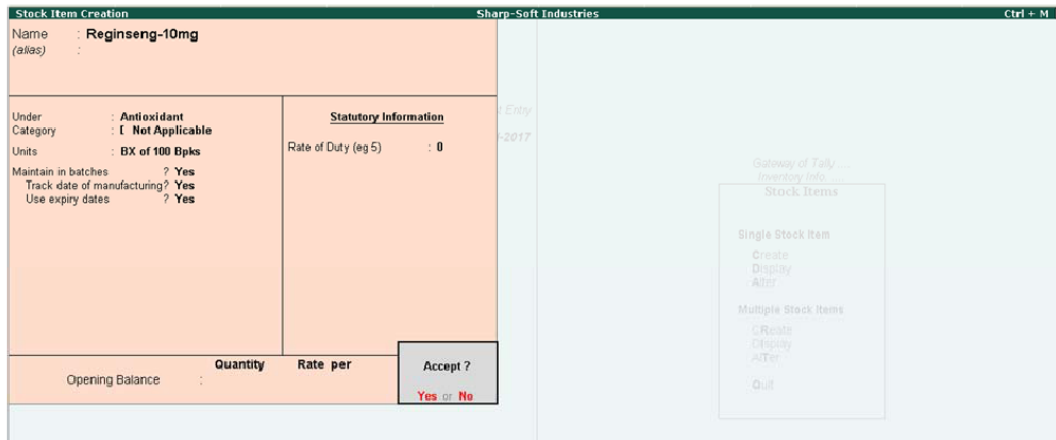 Stock Item Creation Sharp-Soft Industries Ctrl + M
Name : Reginseng-10mg
(alias) :
Under : Antioxidant
Category : [ Not Applicable
Units : BX of 100 Bpks
Maintain in batches ? Yes
Track date of manufacturing? Yes
Use expiry dates ? Yes
Statutory Information
Rate of Duty (eg 5) : 0
Quantity Rate per
Opening Balance :
Accept ?
Yes or No
t Entry
-2017
Gateway of Tally .....
Inventory Info. .....
Stock Items
Single Stock Item
Create
Display
Alter
Multiple Stock Items
CReate
DIsplay
AlTer
Quit